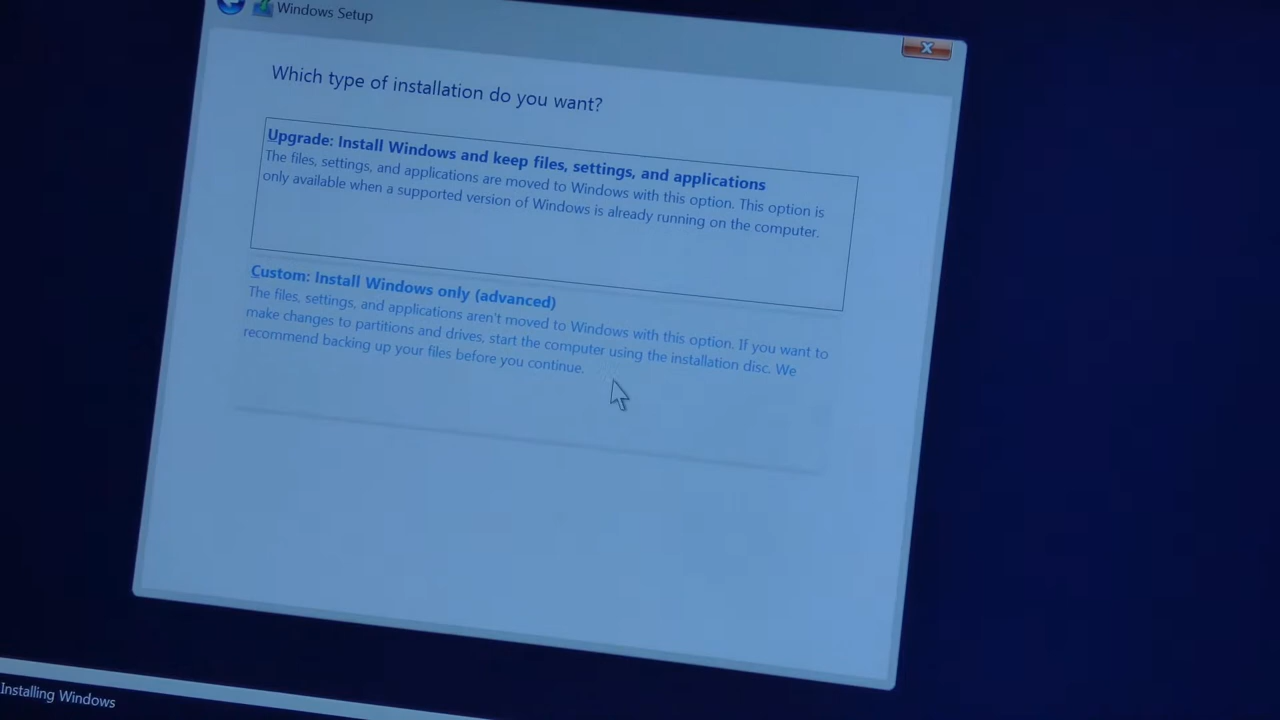 Windows Setup
Which type of installation do you want?
Upgrade: Install Windows and keep files, settings, and applications
The files, settings, and applications are moved to Windows with this option. This option is
only available when a supported version of Windows is already running on the computer.
Custom: Install Windows only (advanced)
The files, settings, and applications aren't moved to Windows with this option. If you want to
make changes to partitions and drives, start the computer using the installation disc. We
recommend backing up your files before you continue.
Installing Windows